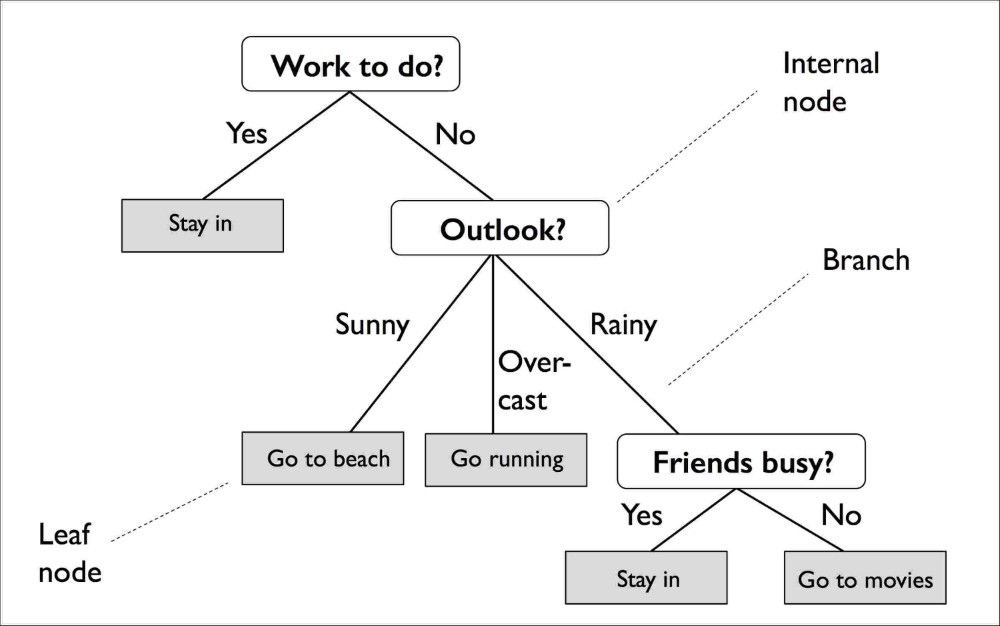 Work to do?
Internal
node
Yes
No
Stay in
Outlook?
Branch
Sunny
Over-
cast
Rainy
Go to beach
Go running
Friends busy?
Leaf
node
Yes
No
Stay in
Go to movies